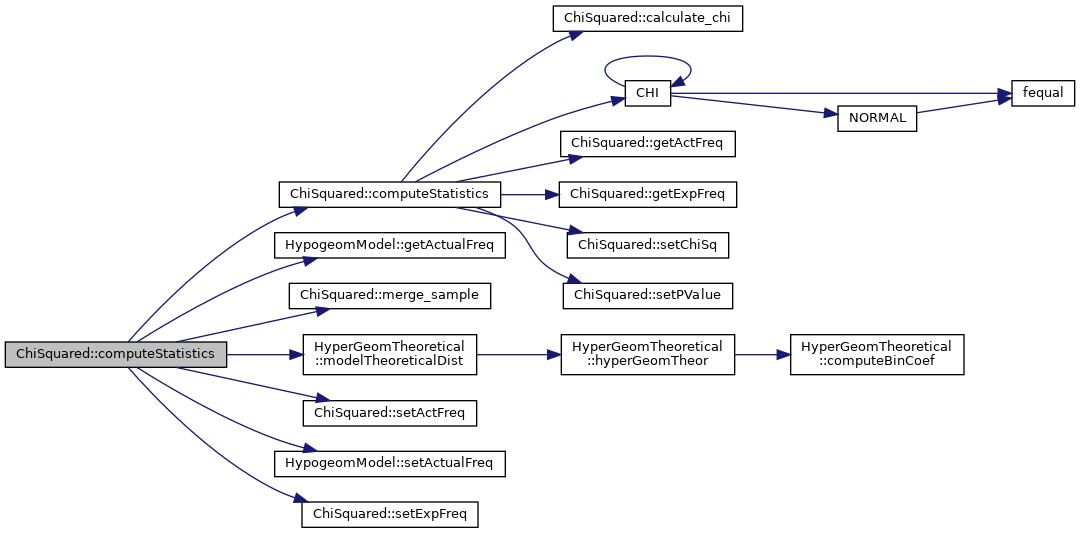 ChiSquared::calculate_chi
CHI
fequal
NORMAL
ChiSquared::getActFreq
ChiSquared::computeStatistics
ChiSquared::getExpFreq
ChiSquared::setChiSq
HypogeomModel::getActualFreq
ChiSquared::setPValue
ChiSquared::merge_sample
ChiSquared::computeStatistics
HyperGeomTheoretical
::modelTheoreticalDist
HyperGeomTheoretical
::hyperGeomTheor
HyperGeomTheoretical
::computeBinCoef
ChiSquared::setActFreq
HypogeomModel::setActualFreq
ChiSquared::setExpFreq